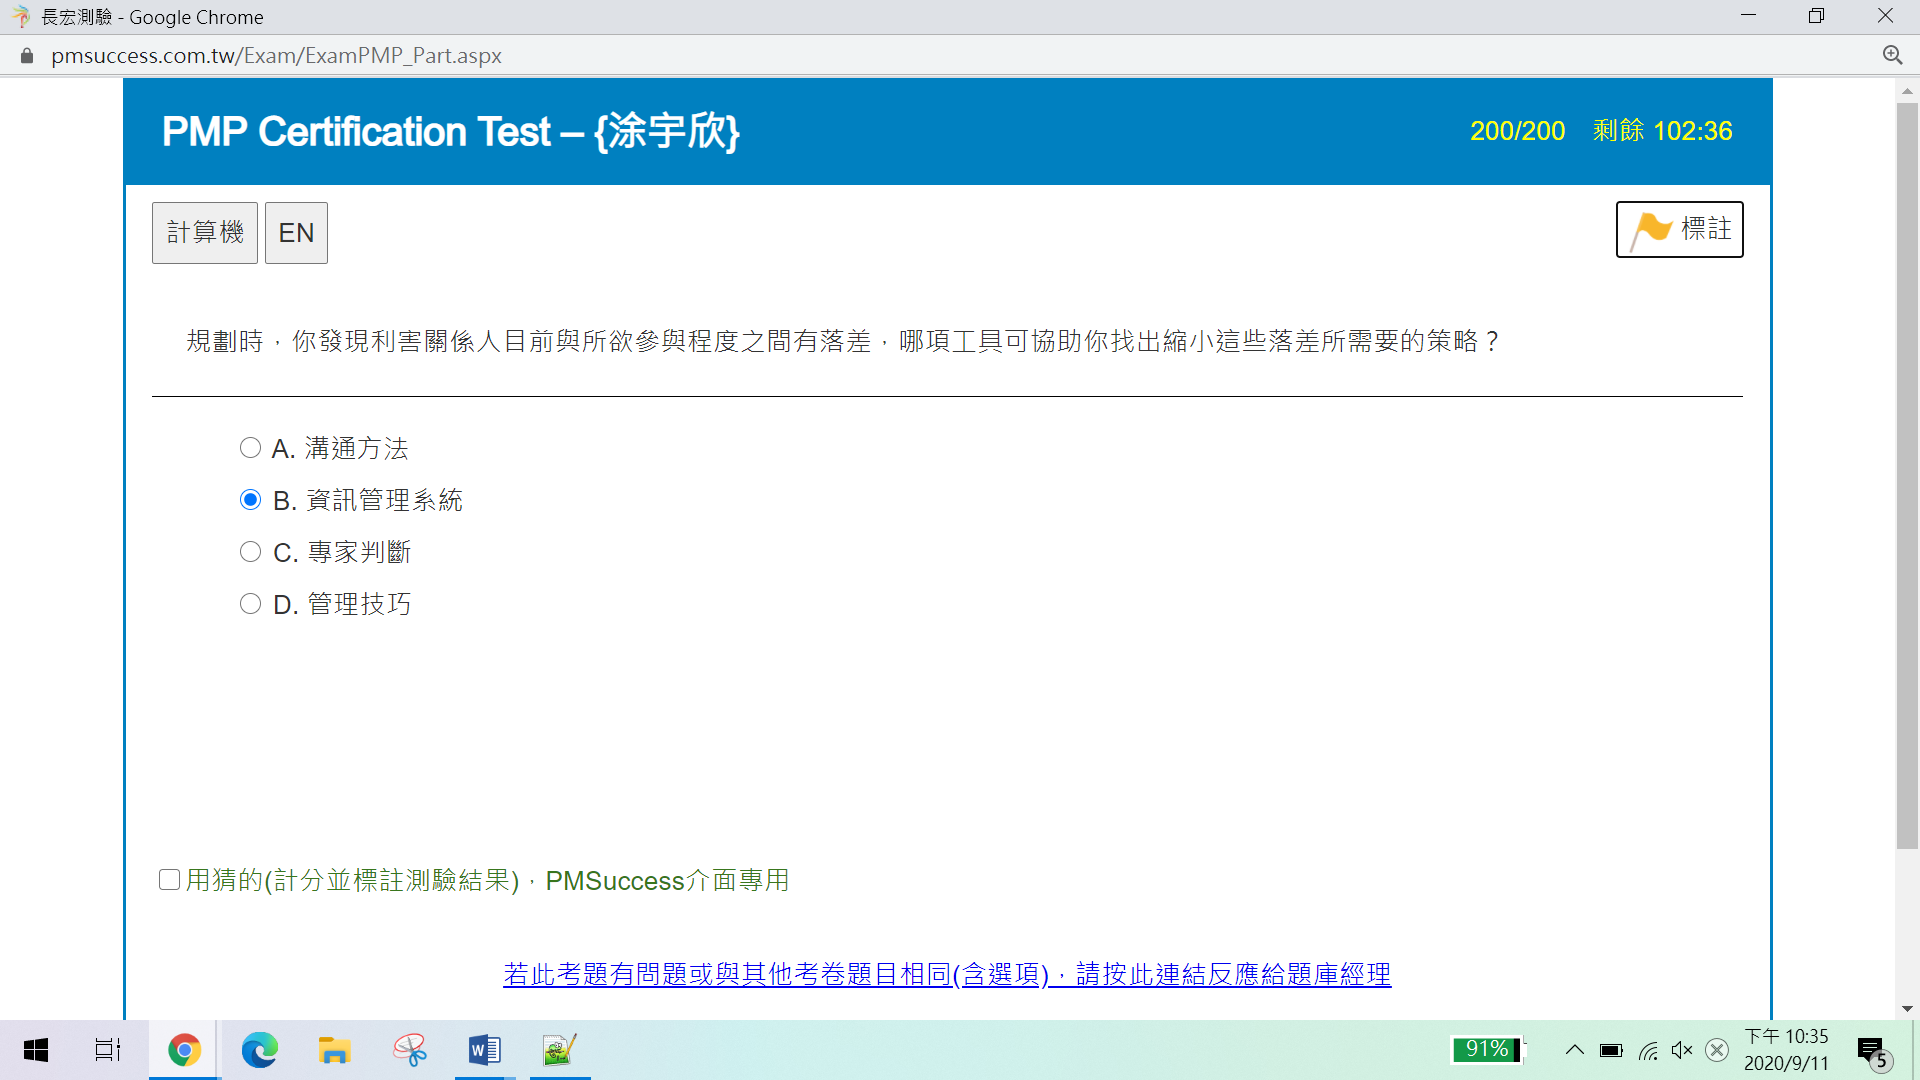 長宏測驗 - Google Chrome
pmsuccess.com.tw/Exam/ExamPMP_Part.aspx
PMP Certification Test – {涂宇欣}
200/200 剩餘 102:36
計算機 EN
標註
規劃時，你發現利害關係人目前與所欲參與程度之間有落差，哪項工具可協助你找出縮小這些落差所需要的策略？
A. 溝通方法
B. 資訊管理系統
C. 專家判斷
D. 管理技巧
用猜的(計分並標註測驗結果)，PMSuccess介面專用
若此考題有問題或與其他考卷題目相同(含選項)，請按此連結反應給題庫經理
91%
下午 10:35
2020/9/11
5